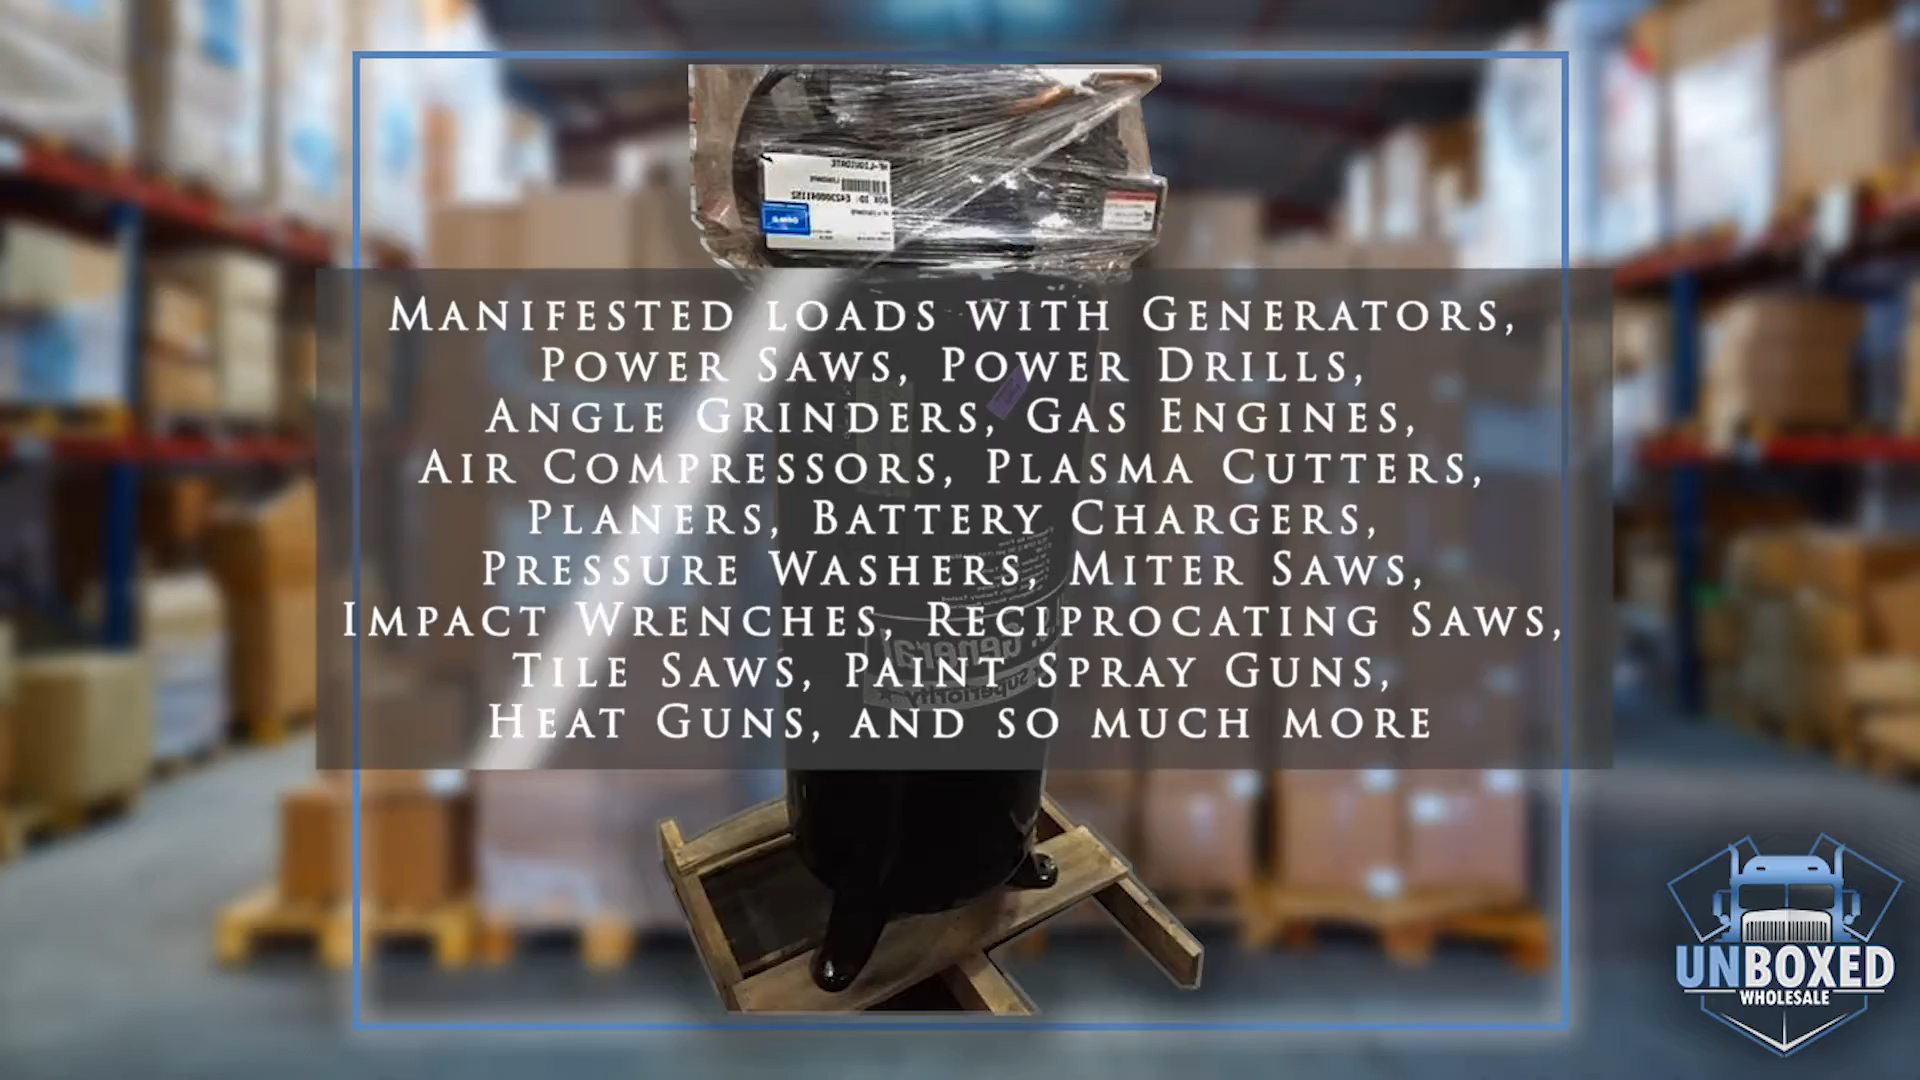 MANIFESTED LOADS WITH GENERATORS,
POWER SAWS, POWER DRILLS,
ANGLE GRINDERS, GAS ENGINES,
AIR COMPRESSORS, PLASMA CUTTERS,
PLANERS, BATTERY CHARGERS,
PRESSURE WASHERS, MITER SAWS,
IMPACT WRENCHES, RECIPROCATING SAWS,
TILE SAWS, PAINT SPRAY GUNS,
HEAT GUNS, AND SO MUCH MORE
General
Superiority
UNBOXED
WHOLESALE